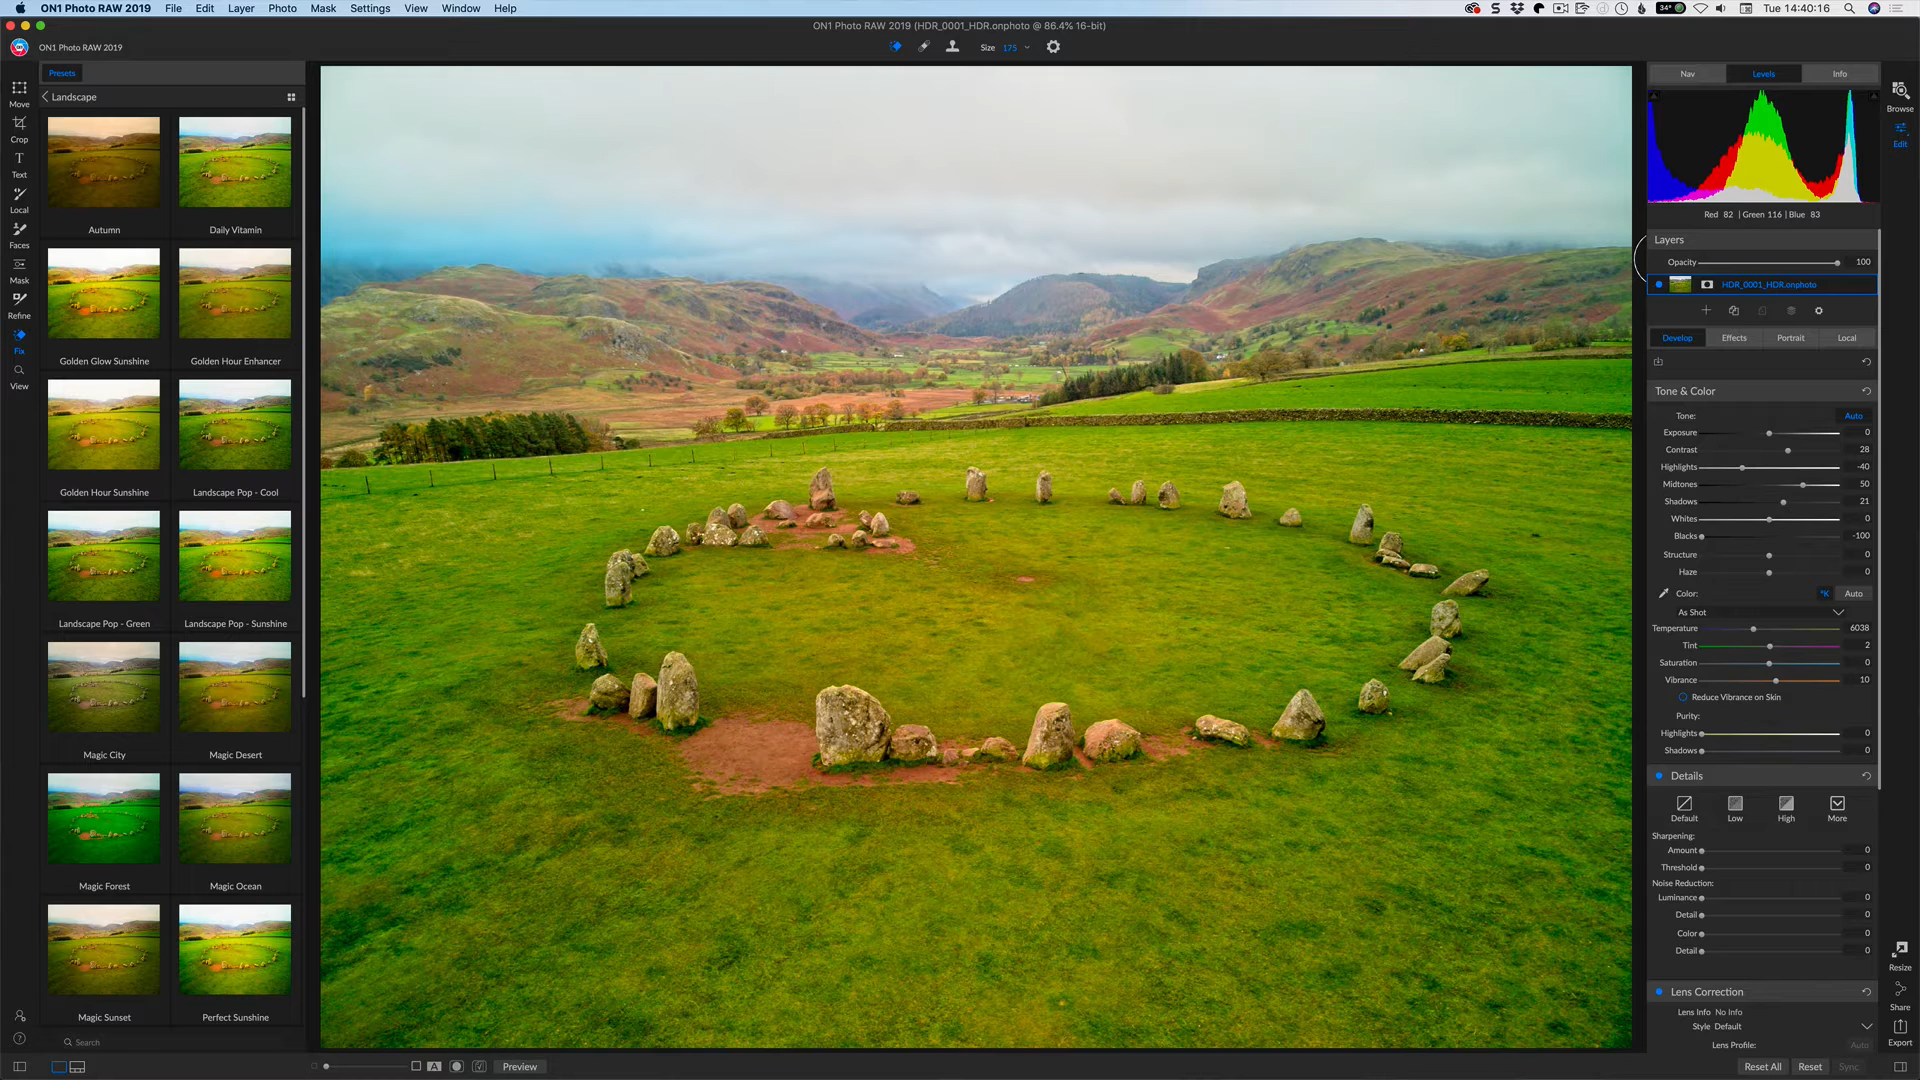 ON1 Photo RAW 2019 File Edit Layer Photo Mask Settings View Window Help
34° Tue 14:40:16
ON1 Photo RAW 2019 (HDR_0001_HDR.onphoto @ 86.4% 16-bit)
ON1 Photo RAW 2019
Size 175
Presets
Landscape
Move
Crop
Text
Local
Faces
Mask
Refine
Fix
View
Autumn
Daily Vitamin
Golden Glow Sunshine
Golden Hour Enhancer
Golden Hour Sunshine
Landscape Pop - Cool
Landscape Pop - Green
Landscape Pop - Sunshine
Magic City
Magic Desert
Magic Forest
Magic Ocean
Magic Sunset
Perfect Sunshine
Search
Preview
Nav Levels Info
Red 82 | Green 116 | Blue 83
Layers
Opacity 100
HDR_0001_HDR.onphoto
Develop Effects Portrait Local
Tone & Color
Tone: Auto
Exposure 0
Contrast 28
Highlights -40
Midtones 50
Shadows 21
Whites 0
Blacks -100
Structure 0
Haze 0
Color: °K Auto
As Shot
Temperature 6038
Tint 2
Saturation 0
Vibrance 10
Reduce Vibrance on Skin
Purity:
Highlights 0
Shadows 0
Details
Default Low High More
Sharpening:
Amount 0
Threshold 0
Noise Reduction:
Luminance 0
Detail 0
Color 0
Detail 0
Lens Correction
Lens Info No Info
Style Default
Lens Profile: Auto
Reset All Reset Sync
Browse
Edit
Resize
Share
Export